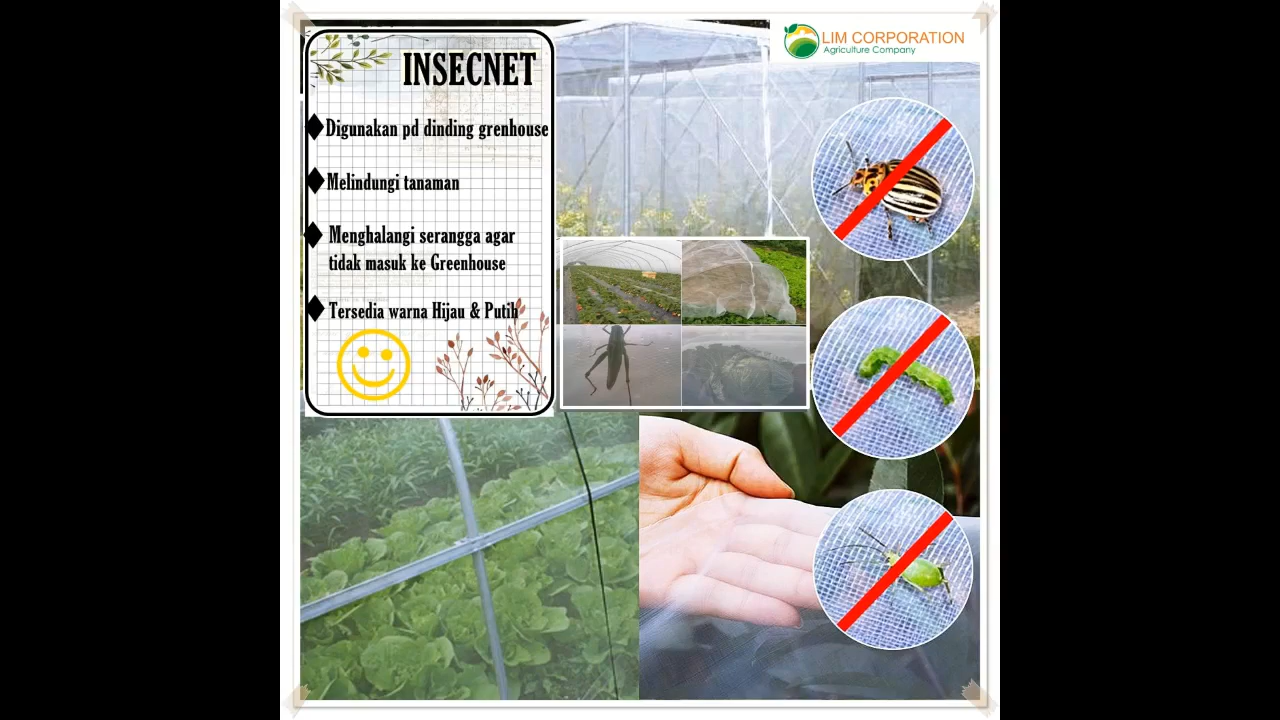 INSECNET
Digunakan pd dinding grenhouse
Melindungi tanaman
Menghalangi serangga agar
tidak masuk ke Greenhouse
Tersedia warna Hijau & Putih
LIM CORPORATION
Agriculture Company